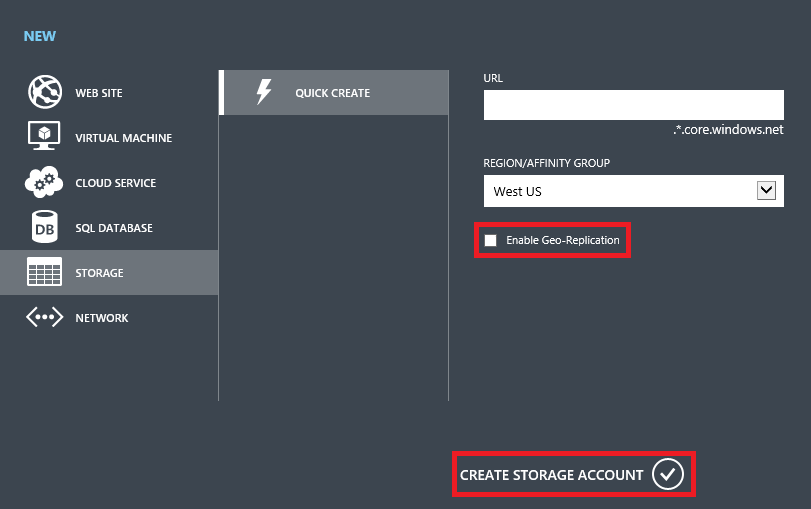 NEW
WEB SITE
VIRTUAL MACHINE
CLOUD SERVICE
DB
SQL DATABASE
STORAGE
NETWORK
QUICK CREATE
URL
.*.core.windows.net
REGION/AFFINITY GROUP
West US
Enable Geo-Replication
CREATE STORAGE ACCOUNT